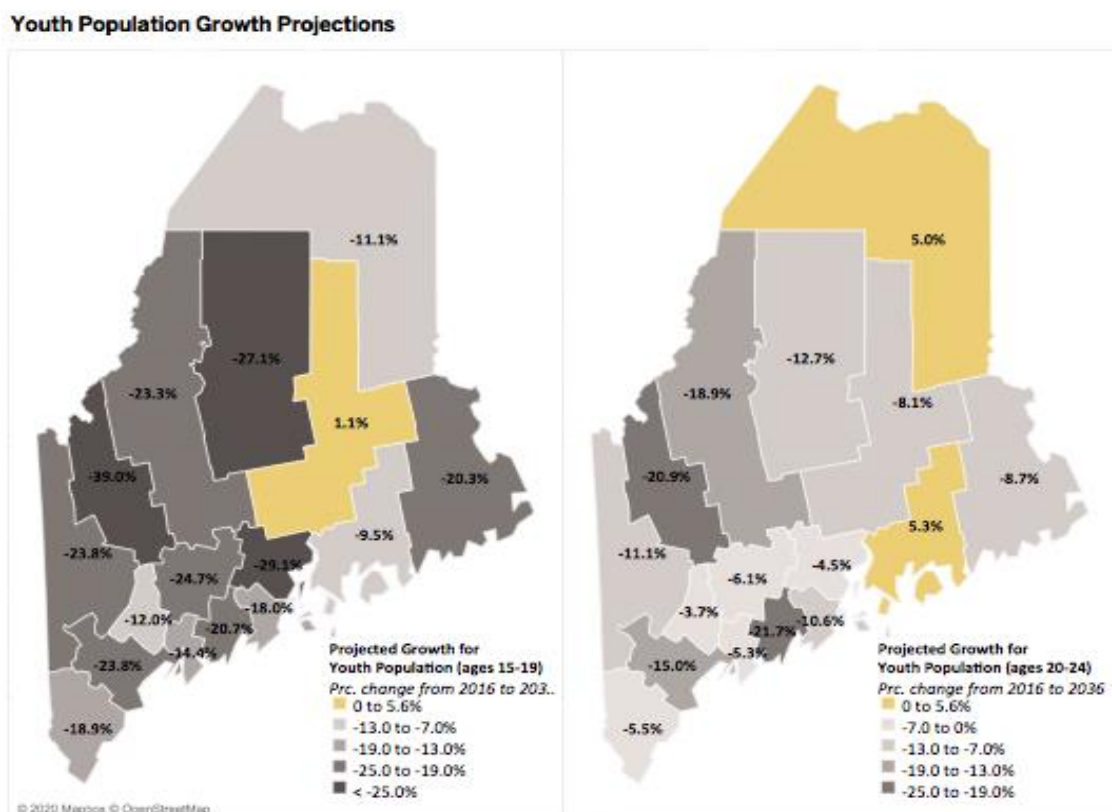 Youth Population Growth Projections
-11.1%
-27.1%
-23.3%
1.1%
-39.0%
-20.3%
-9.5%
-23.8%
-29.1%
-24.7%
-12.0%
-18.0%
-20.7%
-14.4%
-23.8%
-18.9%
Projected Growth for
Youth Population (ages 15-19)
Prc. change from 2016 to 203..
0 to 5.6%
-13.0 to -7.0%
-19.0 to -13.0%
-25.0 to -19.0%
< -25.0%
© 2020 Mapbox © OpenStreetMap
5.0%
-12.7%
-18.9%
-8.1%
-20.9%
-8.7%
5.3%
-11.1%
-4.5%
-6.1%
-3.7%
-10.6%
-21.7%
-5.3%
-15.0%
-5.5%
Projected Growth for
Youth Population (ages 20-24)
Prc. change from 2016 to 2036
0 to 5.6%
-7.0 to 0%
-13.0 to -7.0%
-19.0 to -13.0%
-25.0 to -19.0%